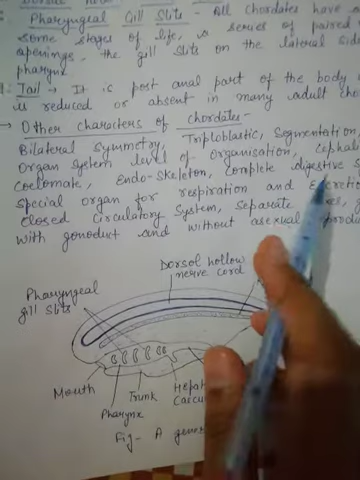 Pharyngeal Gill Slits → All chordates have a
some stages of life, a series of paired
openings, the gill slits on the lateral side
pharynx
Tail → It is post anal part of the body
is reduced or absent in many adult
→ Other characters of chordates-
Bilateral Symmetry, Triploblastic, Segmentation,
Organ System level of Organisation,
coelomate, Endo-skeleton, Complete digestive
special organ for respiration and
closed circulatory System, Separate
with gonoduct and without asexual
Dorsal hollow
nerve cord
Pharyngeal
gill slits
Mouth
Pharynx
Trunk
Fig- A